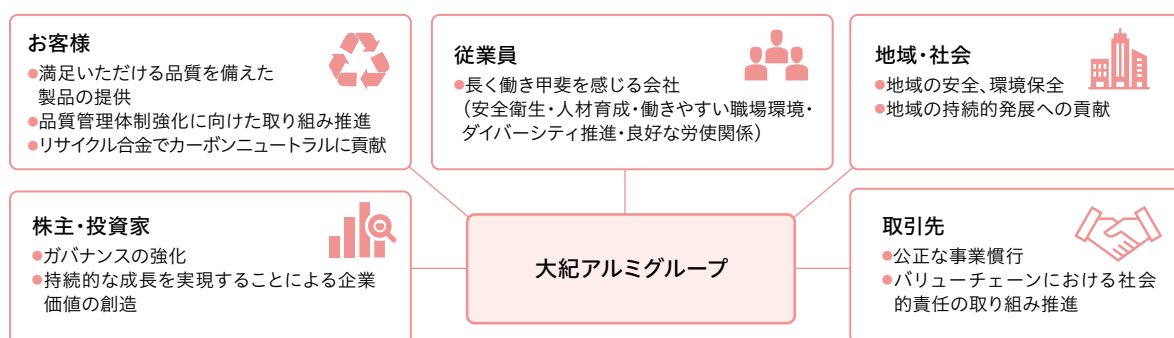 お客様
●満足いただける品質を備えた
製品の提供
●品質管理体制強化に向けた取り組み推進
●リサイクル合金でカーボンニュートラルに貢献
従業員
●長く働き甲斐を感じる会社
（安全衛生・人材育成・働きやすい職場環境・
ダイバーシティ推進・良好な労使関係）
地域・社会
●地域の安全、環境保全
●地域の持続的発展への貢献
株主・投資家
●ガバナンスの強化
●持続的な成長を実現することによる企業
価値の創造
大紀アルミグループ
取引先
●公正な事業慣行
●バリューチェーンにおける社会
的責任の取り組み推進